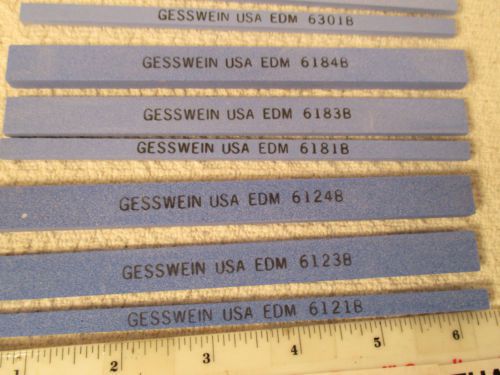 GESSWEIN USA EDM 6301B
GESSWEIN USA EDM 6184B
GESSWEIN USA EDM 6183B
GESSWEIN USA EDM 6181B
GESSWEIN USA EDM 6124B
GESSWEIN USA EDM 6123B
GESSWEIN USA EDM 6121B
1 2 3 4 5 6